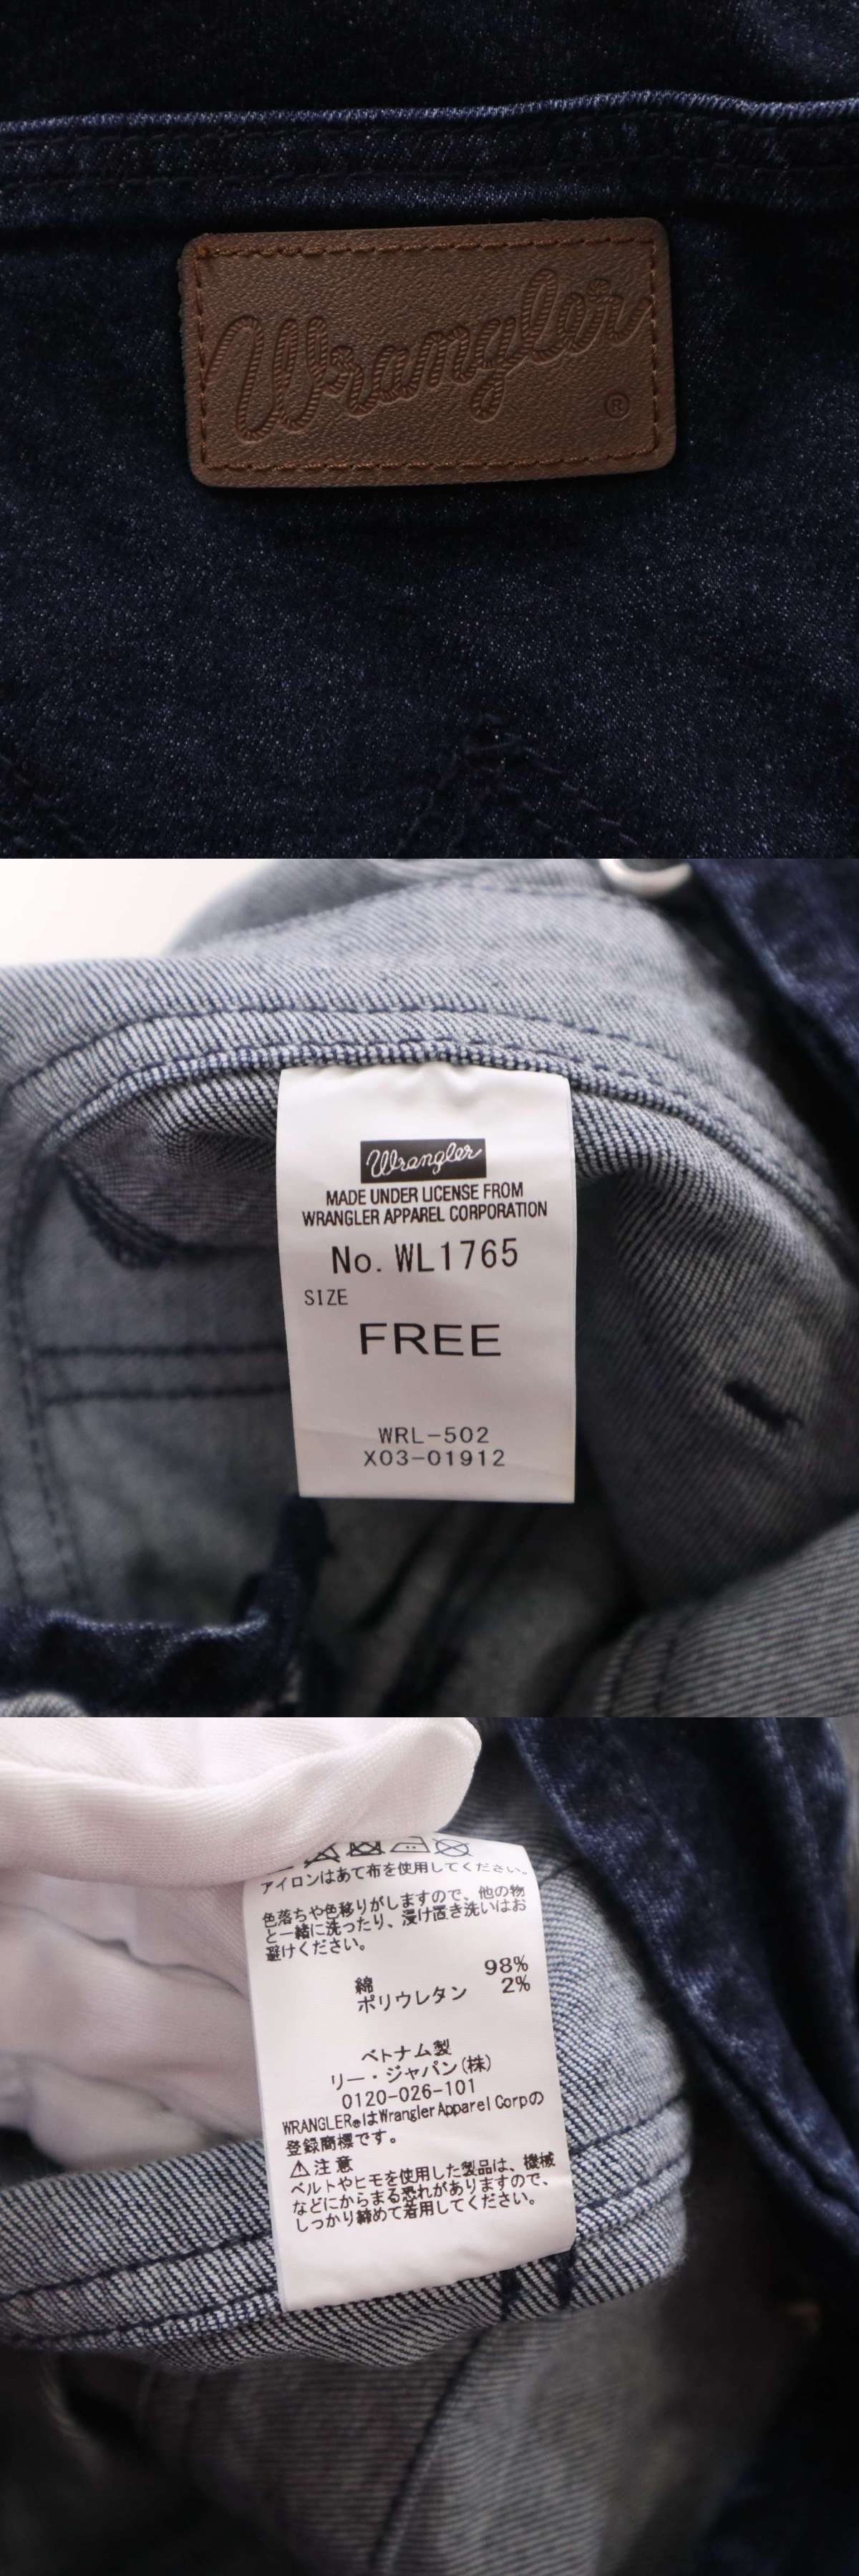 Wrangler
®
Wrangler
MADE UNDER LICENSE FROM
WRANGLER APPAREL CORPORATION
No. WL1765
SIZE
FREE
WRL-502
X03-01912
アイロンはあて布を使用してください。
色落ちや色移りがしますので、他の物
と一緒に洗ったり、浸け置き洗いはお
避けください。
綿 98%
ポリウレタン 2%
ベトナム製
リー・ジャパン(株)
0120-026-101
WRANGLER®はWrangler Apparel Corpの
登録商標です。
⚠注意
ベルトやヒモを使用した製品は、機械
などにからまる恐れがありますので、
しっかり締めて着用してください。